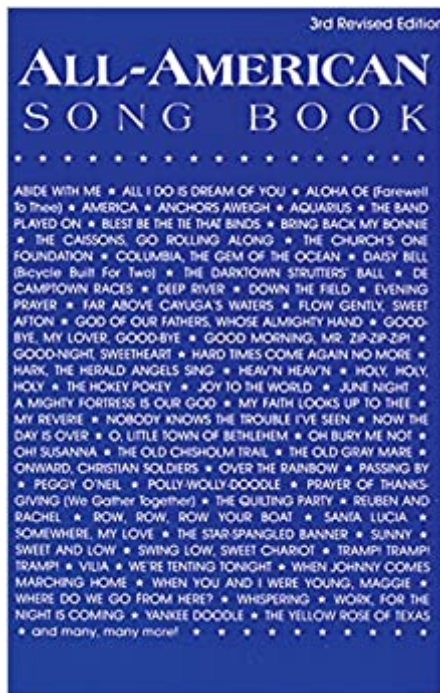 3rd Revised Edition
ALL-AMERICAN
SONG BOOK
ABIDE WITH ME ★ ALL I DO IS DREAM OF YOU ★ ALOHA OE (Farewell
To Thee) ★ AMERICA ★ ANCHORS AWEIGH ★ AQUARIUS ★ THE BAND
PLAYED ON ★ BLEST BE THE TIE THAT BINDS ★ BRING BACK MY BONNIE
★ THE CAISSONS, GO ROLLING ALONG ★ THE CHURCH'S ONE
FOUNDATION ★ COLUMBIA, THE GEM OF THE OCEAN ★ DAISY BELL
(Bicycle Built For Two) ★ THE DARKTOWN STRUTTERS' BALL ★ DE
CAMPTOWN RACES ★ DEEP RIVER ★ DOWN THE FIELD ★ EVENING
PRAYER ★ FAR ABOVE CAYUGA'S WATERS ★ FLOW GENTLY, SWEET
AFTON ★ GOD OF OUR FATHERS, WHOSE ALMIGHTY HAND ★ GOOD-
BYE, MY LOVER, GOOD-BYE ★ GOOD MORNING, MR. ZIP-ZIP-ZIP! ★
GOOD-NIGHT, SWEETHEART ★ HARD TIMES COME AGAIN NO MORE ★
HARK, THE HERALD ANGELS SING ★ HEAV'N HEAV'N ★ HOLY, HOLY,
HOLY ★ THE HOKEY POKEY ★ JOY TO THE WORLD ★ JUNE NIGHT ★
A MIGHTY FORTRESS IS OUR GOD ★ MY FAITH LOOKS UP TO THEE ★
MY REVERIE ★ NOBODY KNOWS THE TROUBLE I'VE SEEN ★ NOW THE
DAY IS OVER ★ O, LITTLE TOWN OF BETHLEHEM ★ OH BURY ME NOT ★
OH! SUSANNA ★ THE OLD CHISHOLM TRAIL ★ THE OLD GRAY MARE ★
ONWARD, CHRISTIAN SOLDIERS ★ OVER THE RAINBOW ★ PASSING BY
★ PEGGY O'NEIL ★ POLLY-WOLLY-DOODLE ★ PRAYER OF THANKS-
GIVING (We Gather Together) ★ THE QUILTING PARTY ★ REUBEN AND
RACHEL ★ ROW, ROW, ROW YOUR BOAT ★ SANTA LUCIA ★
SOMEWHERE, MY LOVE ★ THE STAR-SPANGLED BANNER ★ SUNNY ★
SWEET AND LOW ★ SWING LOW, SWEET CHARIOT ★ TRAMP! TRAMP!
TRAMP! ★ VILIA ★ WE'RE TENTING TONIGHT ★ WHEN JOHNNY COMES
MARCHING HOME ★ WHEN YOU AND I WERE YOUNG, MAGGIE ★
WHERE DO WE GO FROM HERE? ★ WHISPERING ★ WORK, FOR THE
NIGHT IS COMING ★ YANKEE DOODLE ★ THE YELLOW ROSE OF TEXAS
★ and many, many more! ★ ★ ★ ★ ★ ★ ★ ★ ★ ★